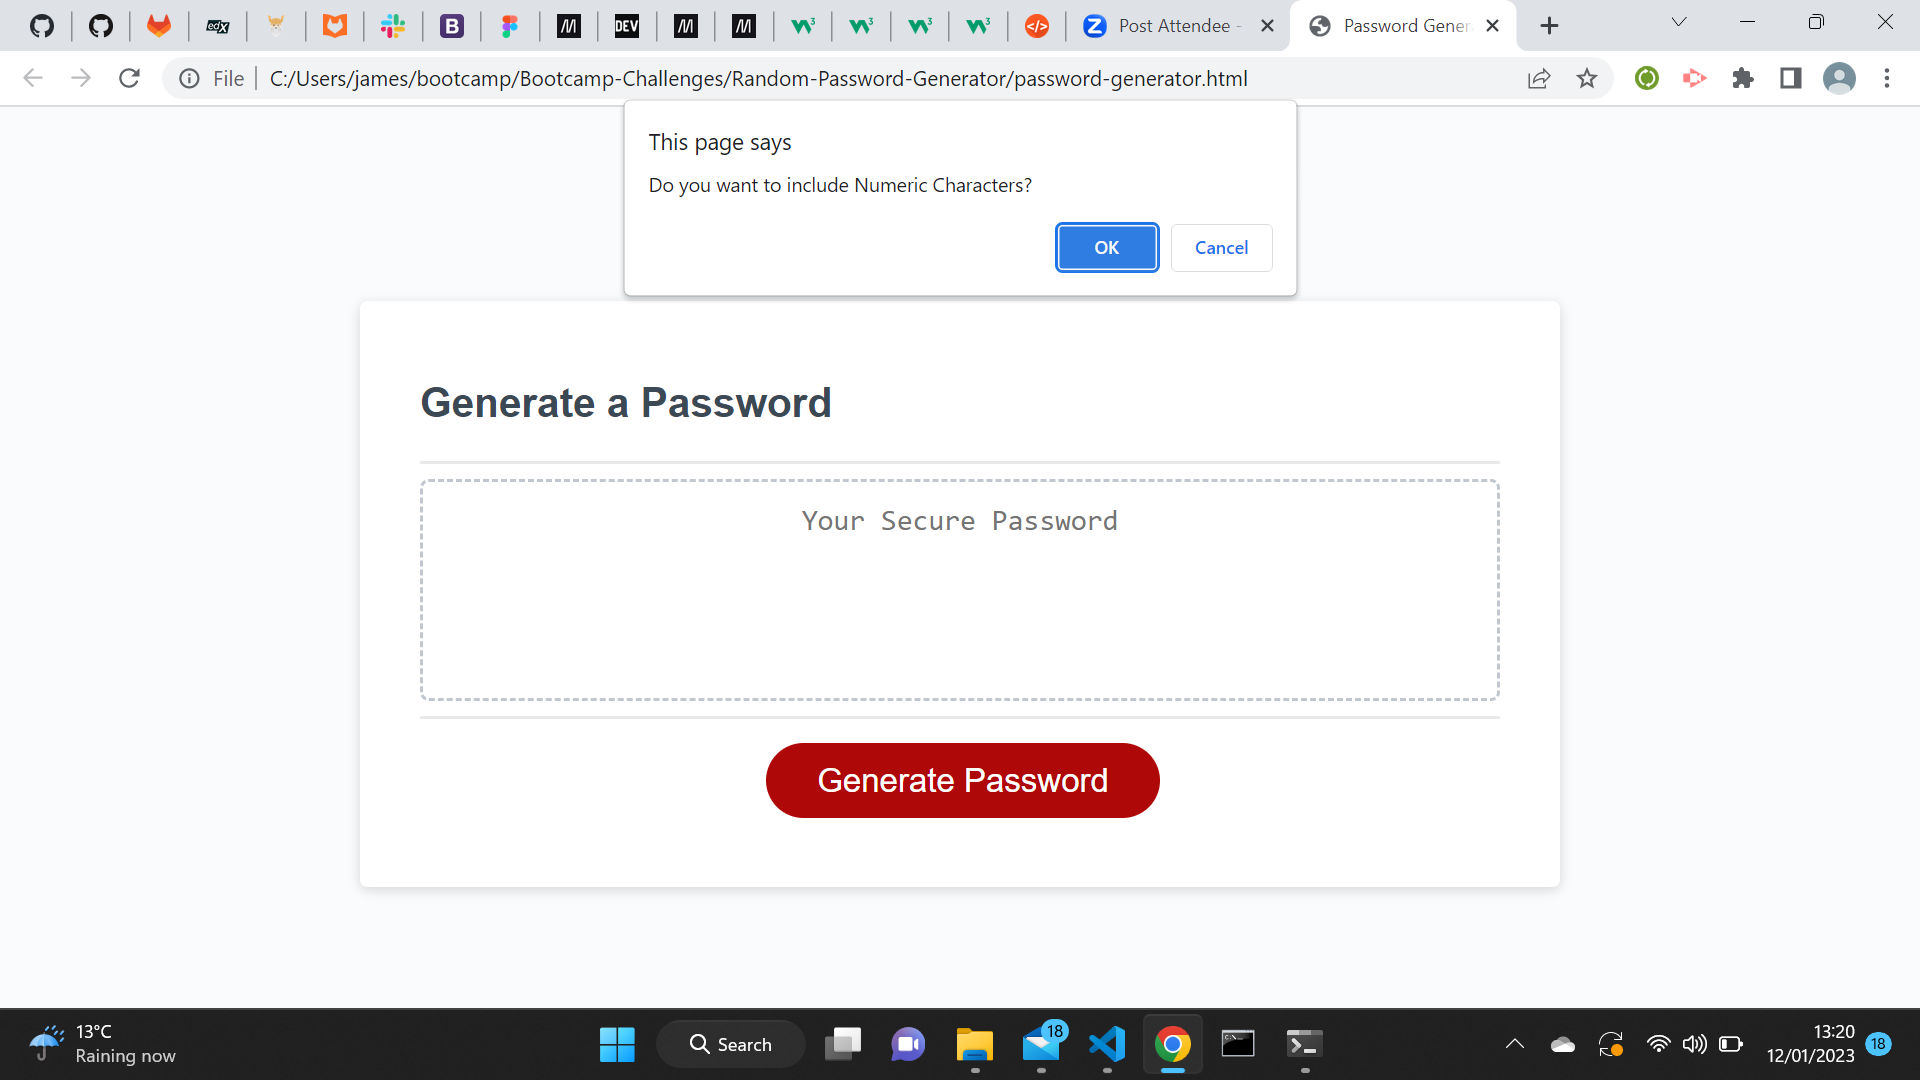 DEV
Post Attendee -
Password Gener
File
C:/Users/james/bootcamp/Bootcamp-Challenges/Random-Password-Generator/password-generator.html
This page says
Do you want to include Numeric Characters?
OK
Cancel
Generate a Password
Your Secure Password
Generate Password
13°C
Raining now
Search
18
13:20
12/01/2023
18